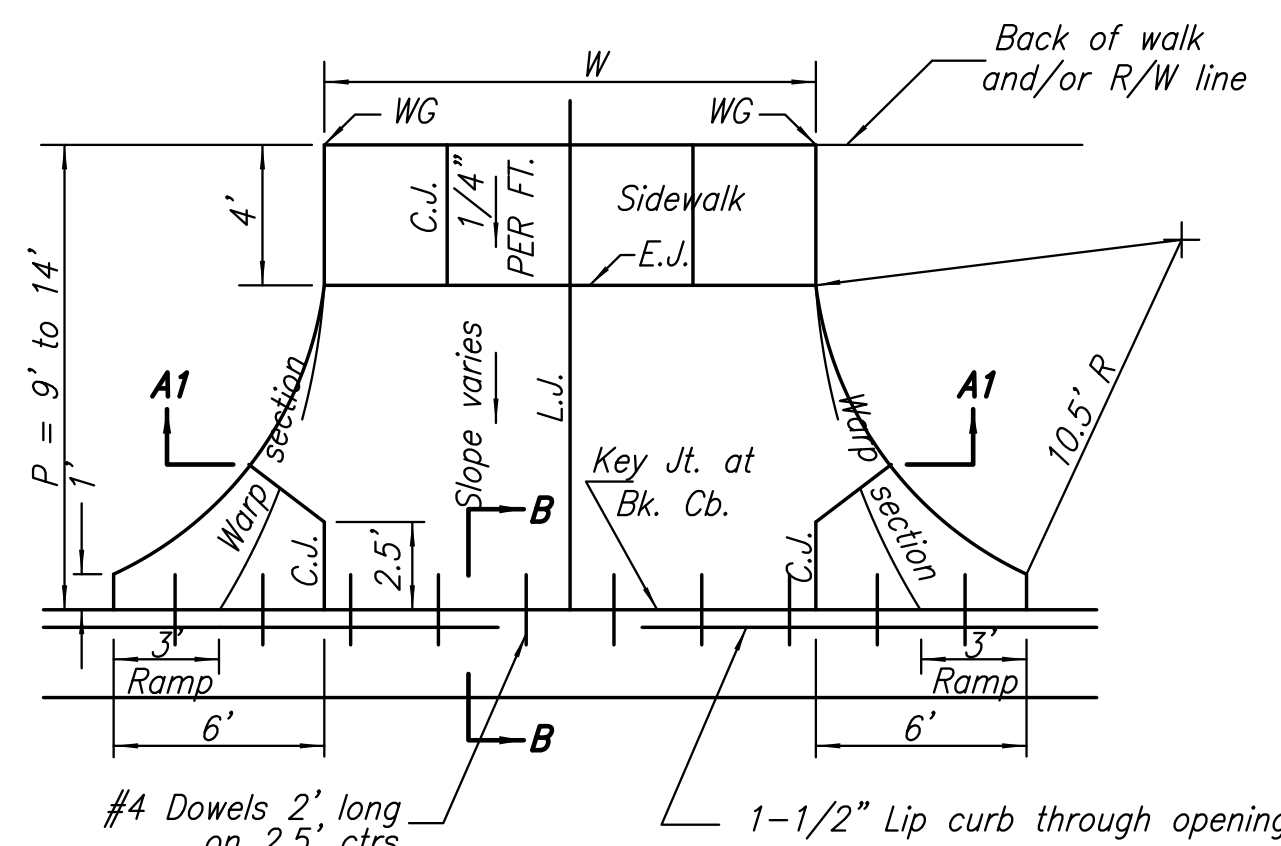 Back of walk
and/or R/W line
W
WG
WG
4'
C.J.
1/4"
PER FT.
Sidewalk
E.J.
P = 9' to 14'
A1
Warp section
Slope varies
L.J.
Warp
section
A1
10.5' R
Key Jt. at
Bk. Cb.
1'
B
C.J.
2.5'
C.J.
3'
Ramp
6'
B
3'
Ramp
6'
#4 Dowels 2' long
on 2.5' ctrs
1-1/2" Lip curb through opening